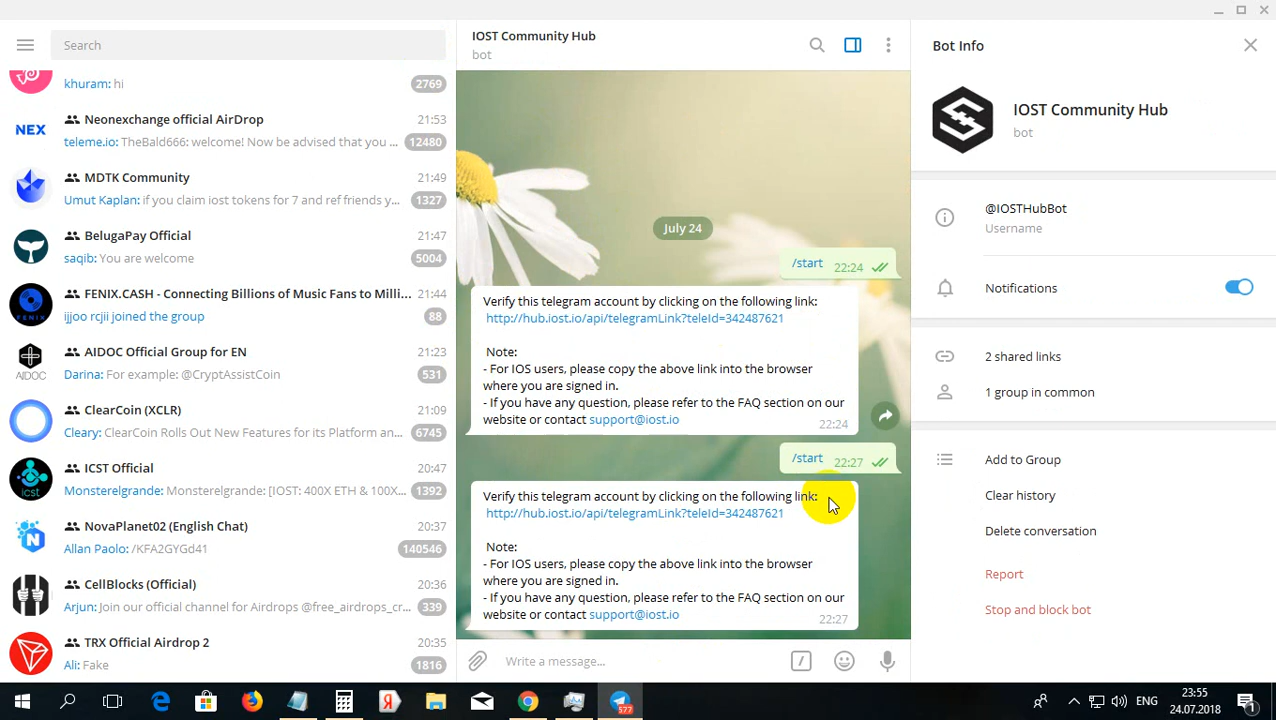 Search
khuram: hi
2769
NEX
Neonexchange official AirDrop
21:53
teleme.io: TheBald666: welcome! Now be advised that you ...
12480
MDTK Community
21:49
Umut Kaplan: if you claim iost tokens for 7 and ref friends y...
1327
BelugaPay Official
21:47
saqib: You are welcome
5004
FENIX.CASH - Connecting Billions of Music Fans to Milli...
21:44
ijjoo rcjii joined the group
88
AIDOC
AIDOC Official Group for EN
21:23
Darina: For example: @CryptAssistCoin
531
ClearCoin (XCLR)
21:09
Cleary: ClearCoin Rolls Out New Features for its Platform an...
6745
icst
ICST Official
20:47
Monsterelgrande: Monsterelgrande: [IOST: 400X ETH & 100X...
1392
NovaPlanet02 (English Chat)
20:37
Allan Paolo: /KFA2GYGd41
140546
CellBlocks (Official)
20:36
Arjun: Join our official channel for Airdrops @free_airdrops_cr...
339
TRX Official Airdrop 2
20:35
Ali: Fake
1816
IOST Community Hub
bot
July 24
/start 22:24
Verify this telegram account by clicking on the following link:
http://hub.iost.io/api/telegramLink?teleId=342487621
Note:
- For IOS users, please copy the above link into the browser
where you are signed in.
- If you have any question, please refer to the FAQ section on our
website or contact support@iost.io
22:24
/start 22:27
Verify this telegram account by clicking on the following link:
http://hub.iost.io/api/telegramLink?teleId=342487621
Note:
- For IOS users, please copy the above link into the browser
where you are signed in.
- If you have any question, please refer to the FAQ section on our
website or contact support@iost.io
22:27
Write a message...
Bot Info
IOST Community Hub
bot
@IOSTHubBot
Username
Notifications
2 shared links
1 group in common
Add to Group
Clear history
Delete conversation
Report
Stop and block bot
Я
577
ENG
23:55
24.07.2018
1